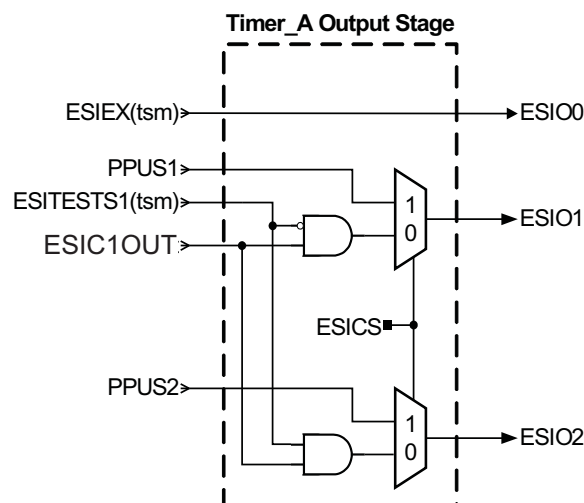 Timer_A Output Stage
ESIEX(tsm)
ESIO0
PPUS1
ESITESTS1(tsm)
1
ESIO1
0
ESIC1OUT
ESICS
PPUS2
1
ESIO2
0